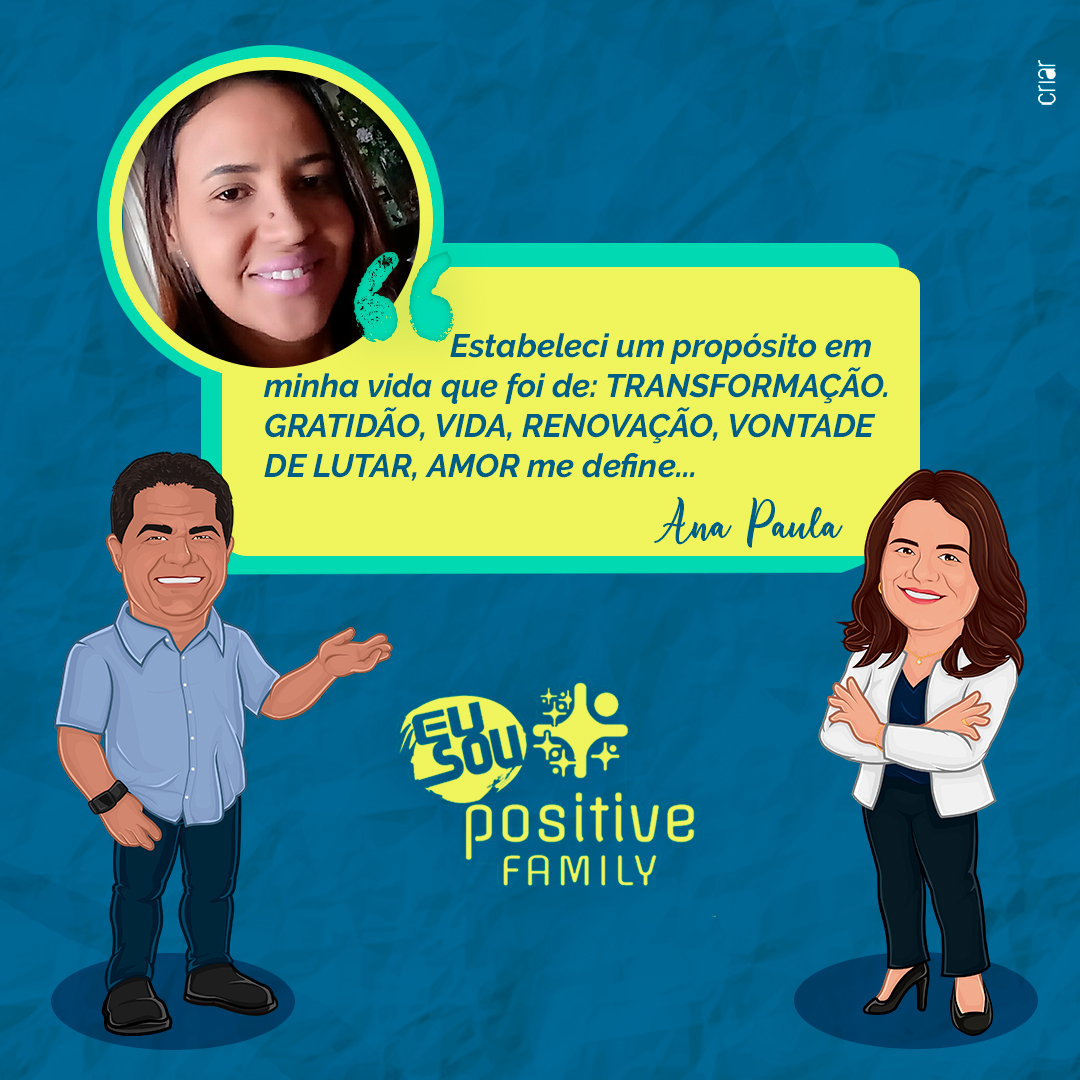 criar
Estabeleci um propósito em
minha vida que foi de: TRANSFORMAÇÃO.
GRATIDÃO, VIDA, RENOVAÇÃO, VONTADE
DE LUTAR, AMOR me define...
Ana Paula
EU
SOU
positive
FAMILY